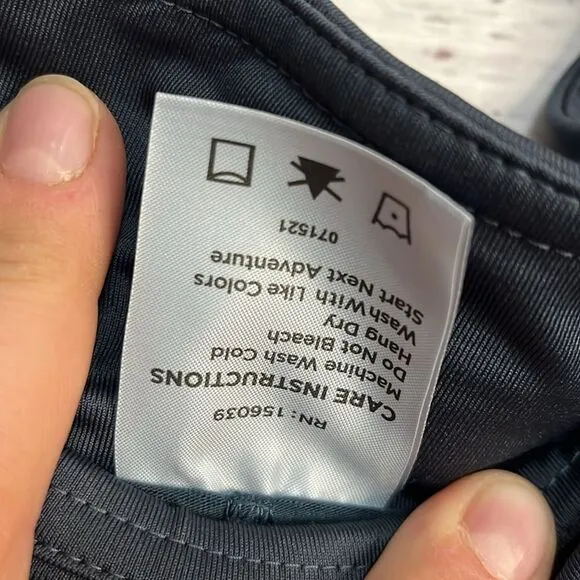 RN: 156039
CARE INSTRUCTIONS
Machine Wash Cold
Do Not Bleach
Hang Dry
Wash With Like Colors
Start Next Adventure
071521